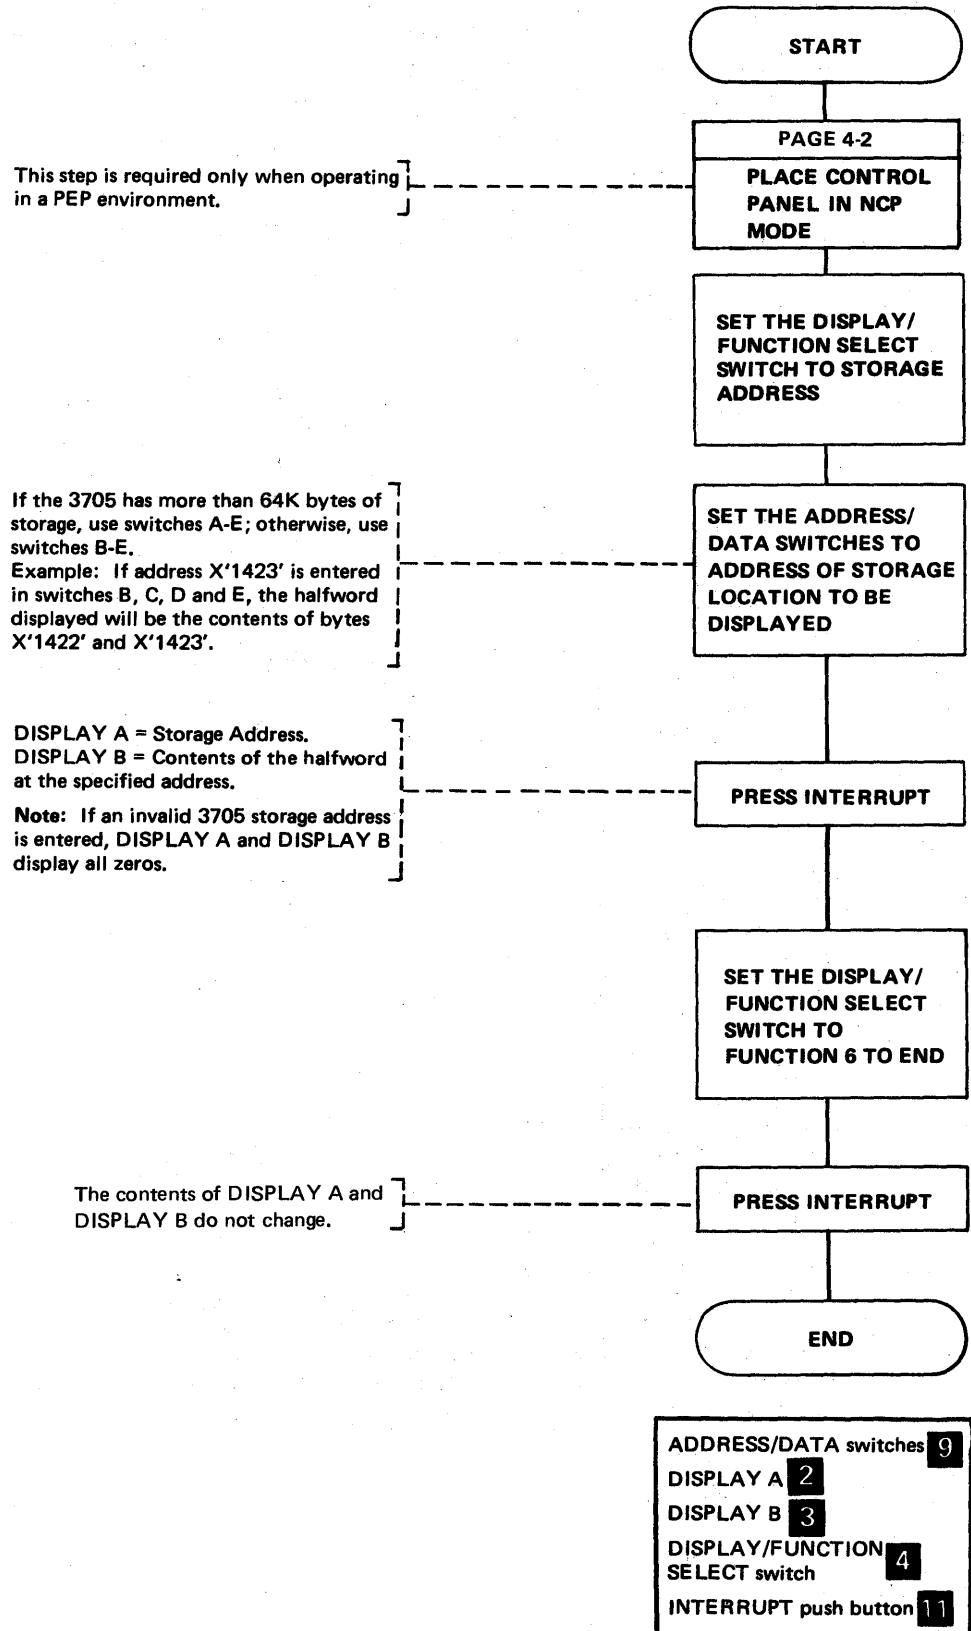 START
PAGE 4-2
PLACE CONTROL
PANEL IN NCP
MODE
This step is required only when operating
in a PEP environment.
SET THE DISPLAY/
FUNCTION SELECT
SWITCH TO STORAGE
ADDRESS
If the 3705 has more than 64K bytes of
storage, use switches A-E; otherwise, use
switches B-E.
Example: If address X'1423' is entered
in switches B, C, D and E, the halfword
displayed will be the contents of bytes
X'1422' and X'1423'.
SET THE ADDRESS/
DATA SWITCHES TO
ADDRESS OF STORAGE
LOCATION TO BE
DISPLAYED
DISPLAY A = Storage Address.
DISPLAY B = Contents of the halfword
at the specified address.
Note: If an invalid 3705 storage address
is entered, DISPLAY A and DISPLAY B
display all zeros.
PRESS INTERRUPT
SET THE DISPLAY/
FUNCTION SELECT
SWITCH TO
FUNCTION 6 TO END
The contents of DISPLAY A and
DISPLAY B do not change.
PRESS INTERRUPT
END
ADDRESS/DATA switches 9
DISPLAY A 2
DISPLAY B 3
DISPLAY/FUNCTION
SELECT switch 4
INTERRUPT push button 11